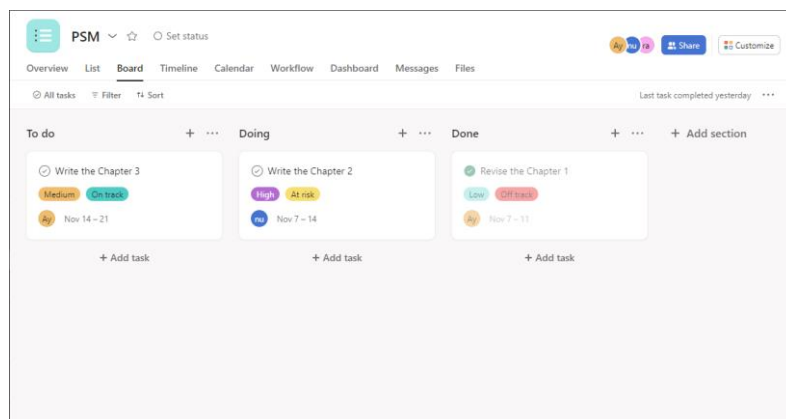 PSM Set status
Ay nu ra Share Customize
Overview List Board Timeline Calendar Workflow Dashboard Messages Files
All tasks Filter Sort Last task completed yesterday
To do Doing Done + Add section
Write the Chapter 3
Medium On track
Ay Nov 14 – 21
+ Add task
Write the Chapter 2
High At risk
nu Nov 7 – 14
+ Add task
Revise the Chapter 1
Low Off track
Ay Nov 7 – 11
+ Add task